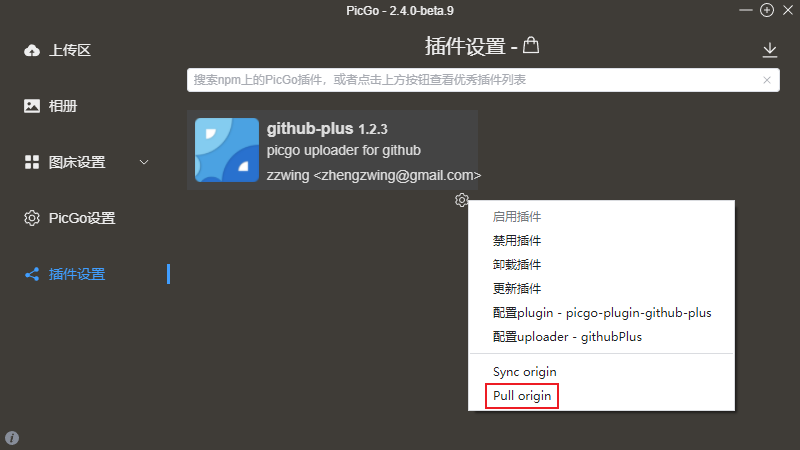 PicGo - 2.4.0-beta.9
上传区
相册
图床设置
PicGo设置
插件设置
插件设置 -
搜索npm上的PicGo插件，或者点击上方按钮查看优秀插件列表
github-plus 1.2.3
picgo uploader for github
zzwing <zhengzwing@gmail.com>
启用插件
禁用插件
卸载插件
更新插件
配置plugin - picgo-plugin-github-plus
配置uploader - githubPlus
Sync origin
Pull origin